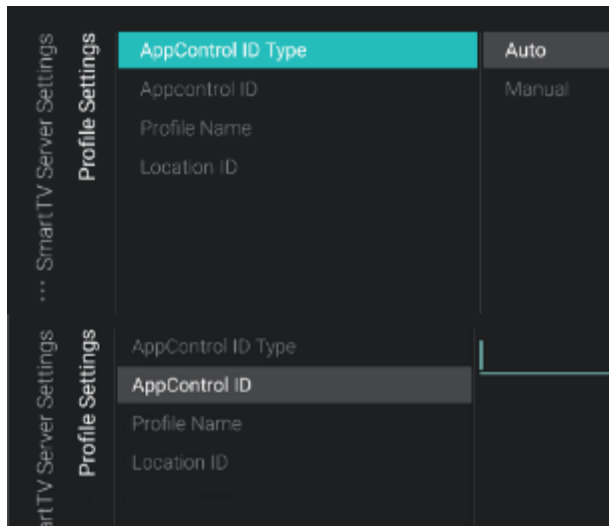 ... SmartTV Server Settings
Profile Settings
AppControl ID Type
Appcontrol ID
Profile Name
Location ID
Auto
Manual
artTV Server Settings
Profile Settings
AppControl ID Type
AppControl ID
Profile Name
Location ID